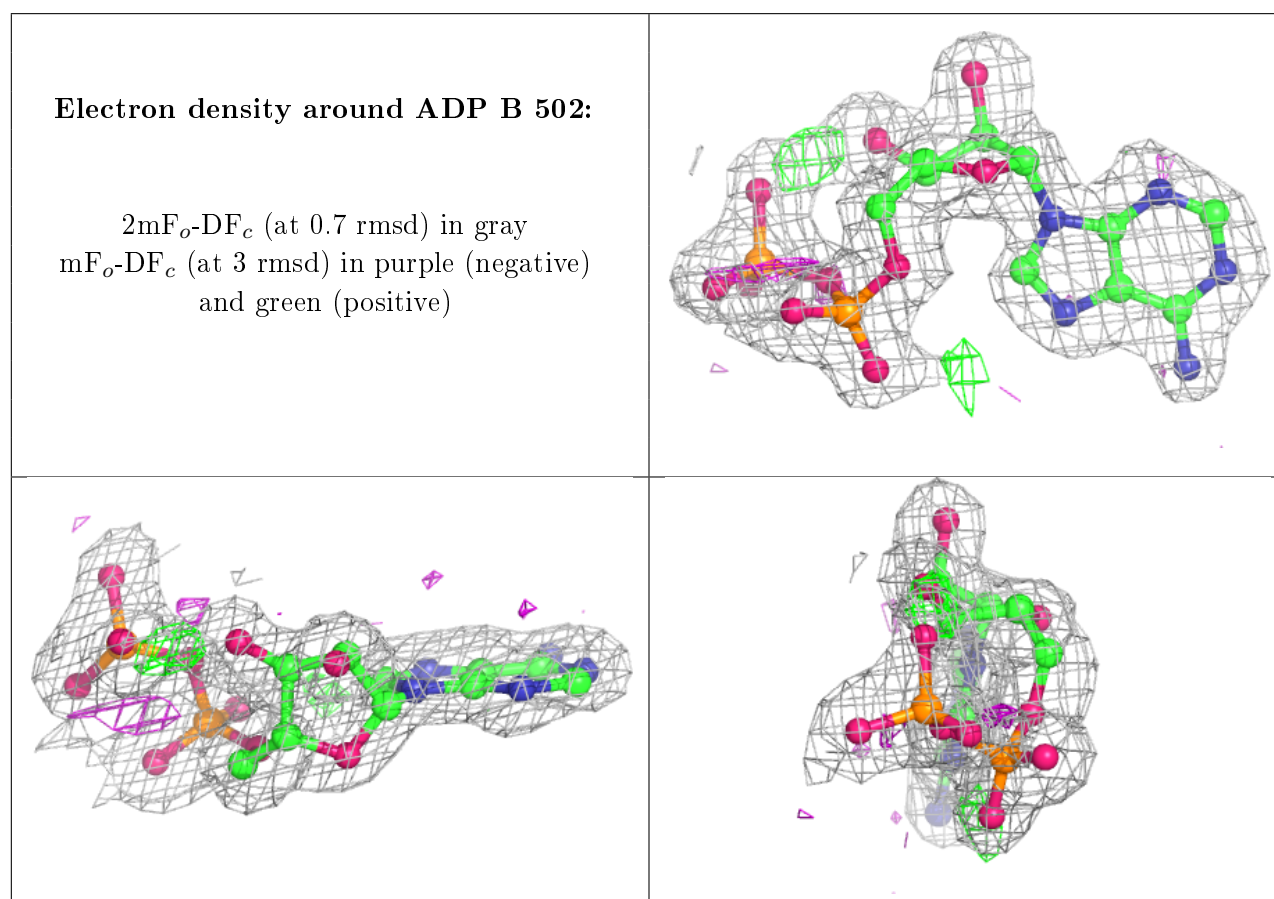 Electron density around ADP B 502:
2mFo-DFc (at 0.7 rmsd) in gray
mFo-DFc (at 3 rmsd) in purple (negative)
and green (positive)